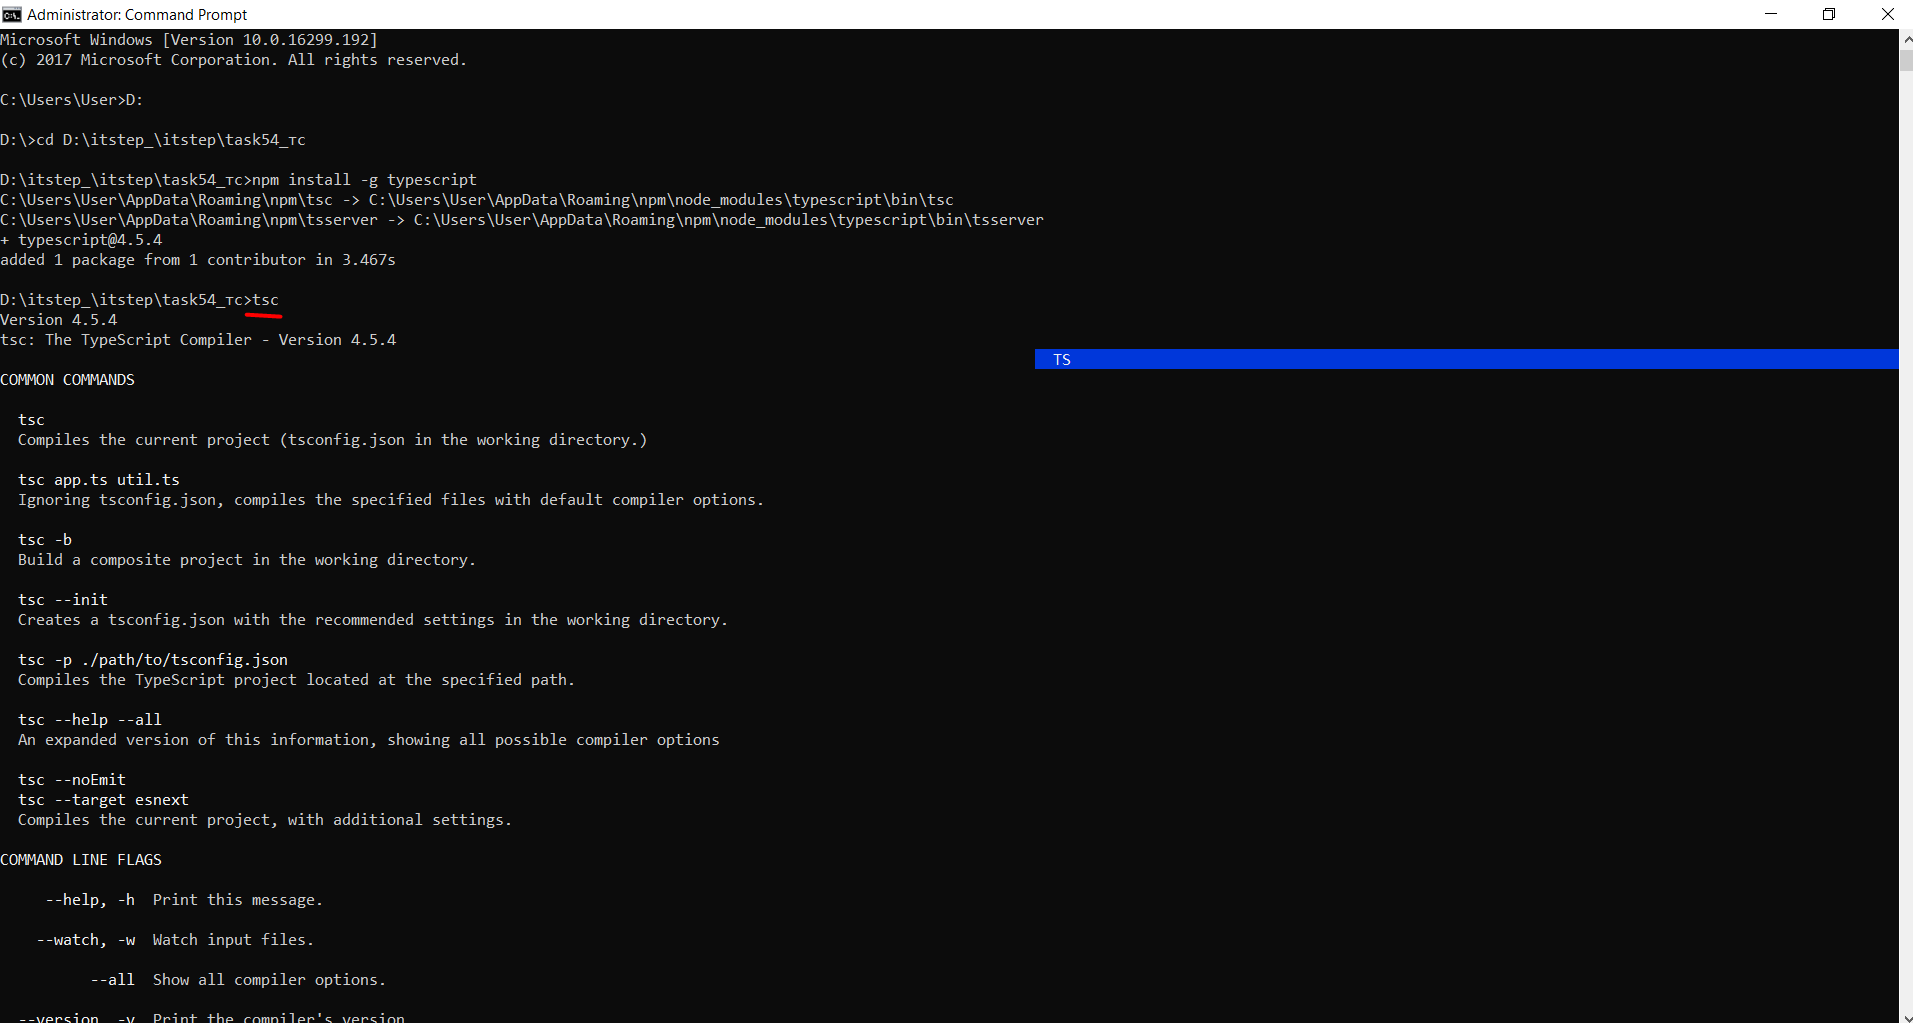 Administrator: Command Prompt
Microsoft Windows [Version 10.0.16299.192]
(c) 2017 Microsoft Corporation. All rights reserved.
C:\Users\User>D:
D:\>cd D:\itstep_\itstep\task54_тс
D:\itstep_\itstep\task54_тс>npm install -g typescript
C:\Users\User\AppData\Roaming\npm\tsc -> C:\Users\User\AppData\Roaming\npm\node_modules\typescript\bin\tsc
C:\Users\User\AppData\Roaming\npm\tsserver -> C:\Users\User\AppData\Roaming\npm\node_modules\typescript\bin\tsserver
+ typescript@4.5.4
added 1 package from 1 contributor in 3.467s
D:\itstep_\itstep\task54_тс>tsc
Version 4.5.4
tsc: The TypeScript Compiler - Version 4.5.4
TS
COMMON COMMANDS
tsc
Compiles the current project (tsconfig.json in the working directory.)
tsc app.ts util.ts
Ignoring tsconfig.json, compiles the specified files with default compiler options.
tsc -b
Build a composite project in the working directory.
tsc --init
Creates a tsconfig.json with the recommended settings in the working directory.
tsc -p ./path/to/tsconfig.json
Compiles the TypeScript project located at the specified path.
tsc --help --all
An expanded version of this information, showing all possible compiler options
tsc --noEmit
tsc --target esnext
Compiles the current project, with additional settings.
COMMAND LINE FLAGS
--help, -h  Print this message.
--watch, -w  Watch input files.
--all  Show all compiler options.
--version, -v  Print the compiler's version.